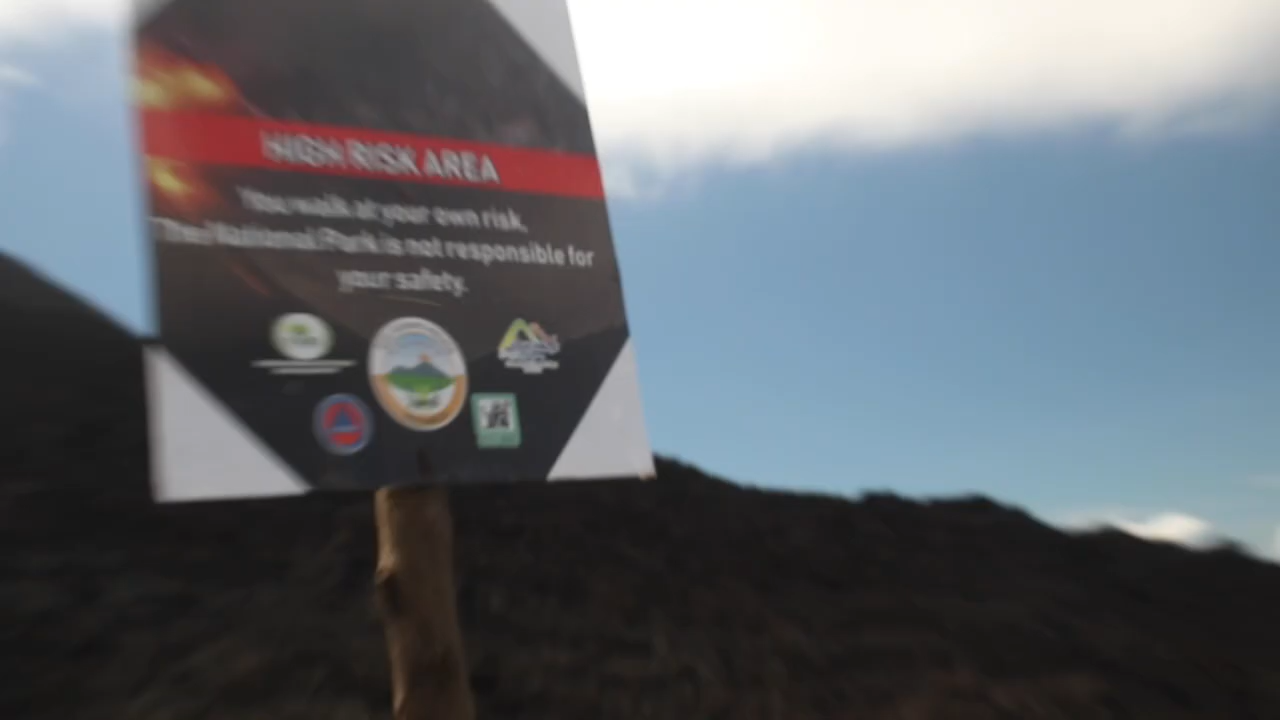 HIGH RISK AREA
You walk at your own risk.
The National Park is not responsible for
your safety.